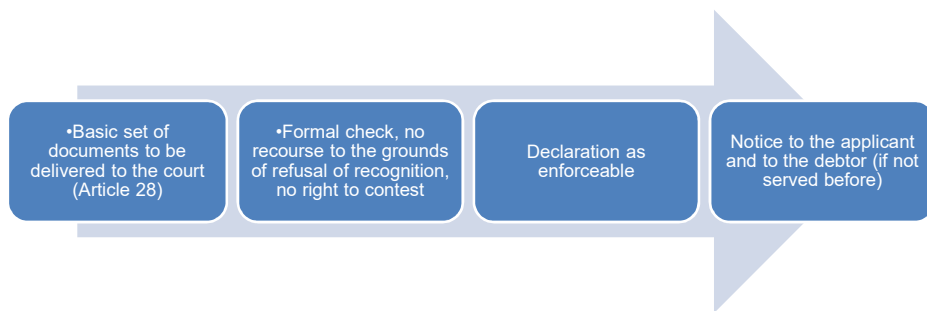 •Basic set of
documents to be
delivered to the court
(Article 28)
•Formal check, no
recourse to the grounds
of refusal of recognition,
no right to contest
Declaration as
enforceable
Notice to the applicant
and to the debtor (if not
served before)